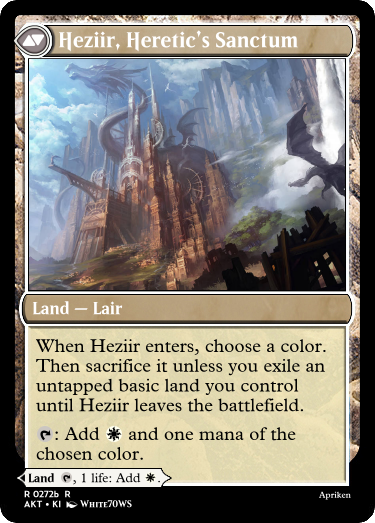 Heziir, Heretic's Sanctum
Land — Lair
When Heziir enters, choose a color.
Then sacrifice it unless you exile an
untapped basic land you control
until Heziir leaves the battlefield.
: Add and one mana of the
chosen color.
Land , 1 life: Add .
R 0272b R
AKT • KI White70WS
Apriken